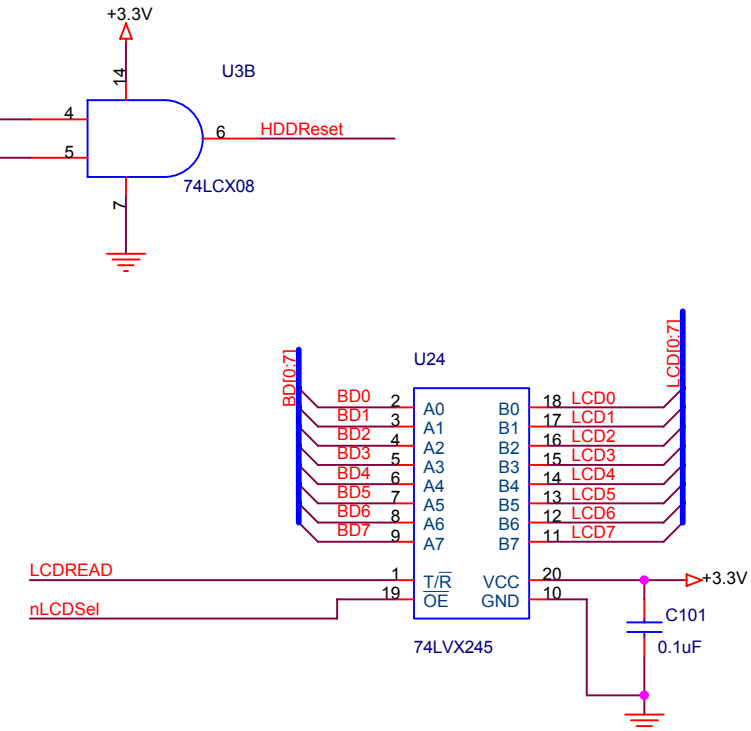 +3.3V
14
U3B
4
5
6
HDDReset
74LCX08
7
BD[0:7]
LCD[0:7]
U24
BD0 2 A0 B0 18 LCD0
BD1 3 A1 B1 17 LCD1
BD2 4 A2 B2 16 LCD2
BD3 5 A3 B3 15 LCD3
BD4 6 A4 B4 14 LCD4
BD5 7 A5 B5 13 LCD5
BD6 8 A6 B6 12 LCD6
BD7 9 A7 B7 11 LCD7
LCDREAD 1 T/R̅ VCC 20 +3.3V
nLCDSel 19 O̅E̅ GND 10
C101
0.1uF
74LVX245